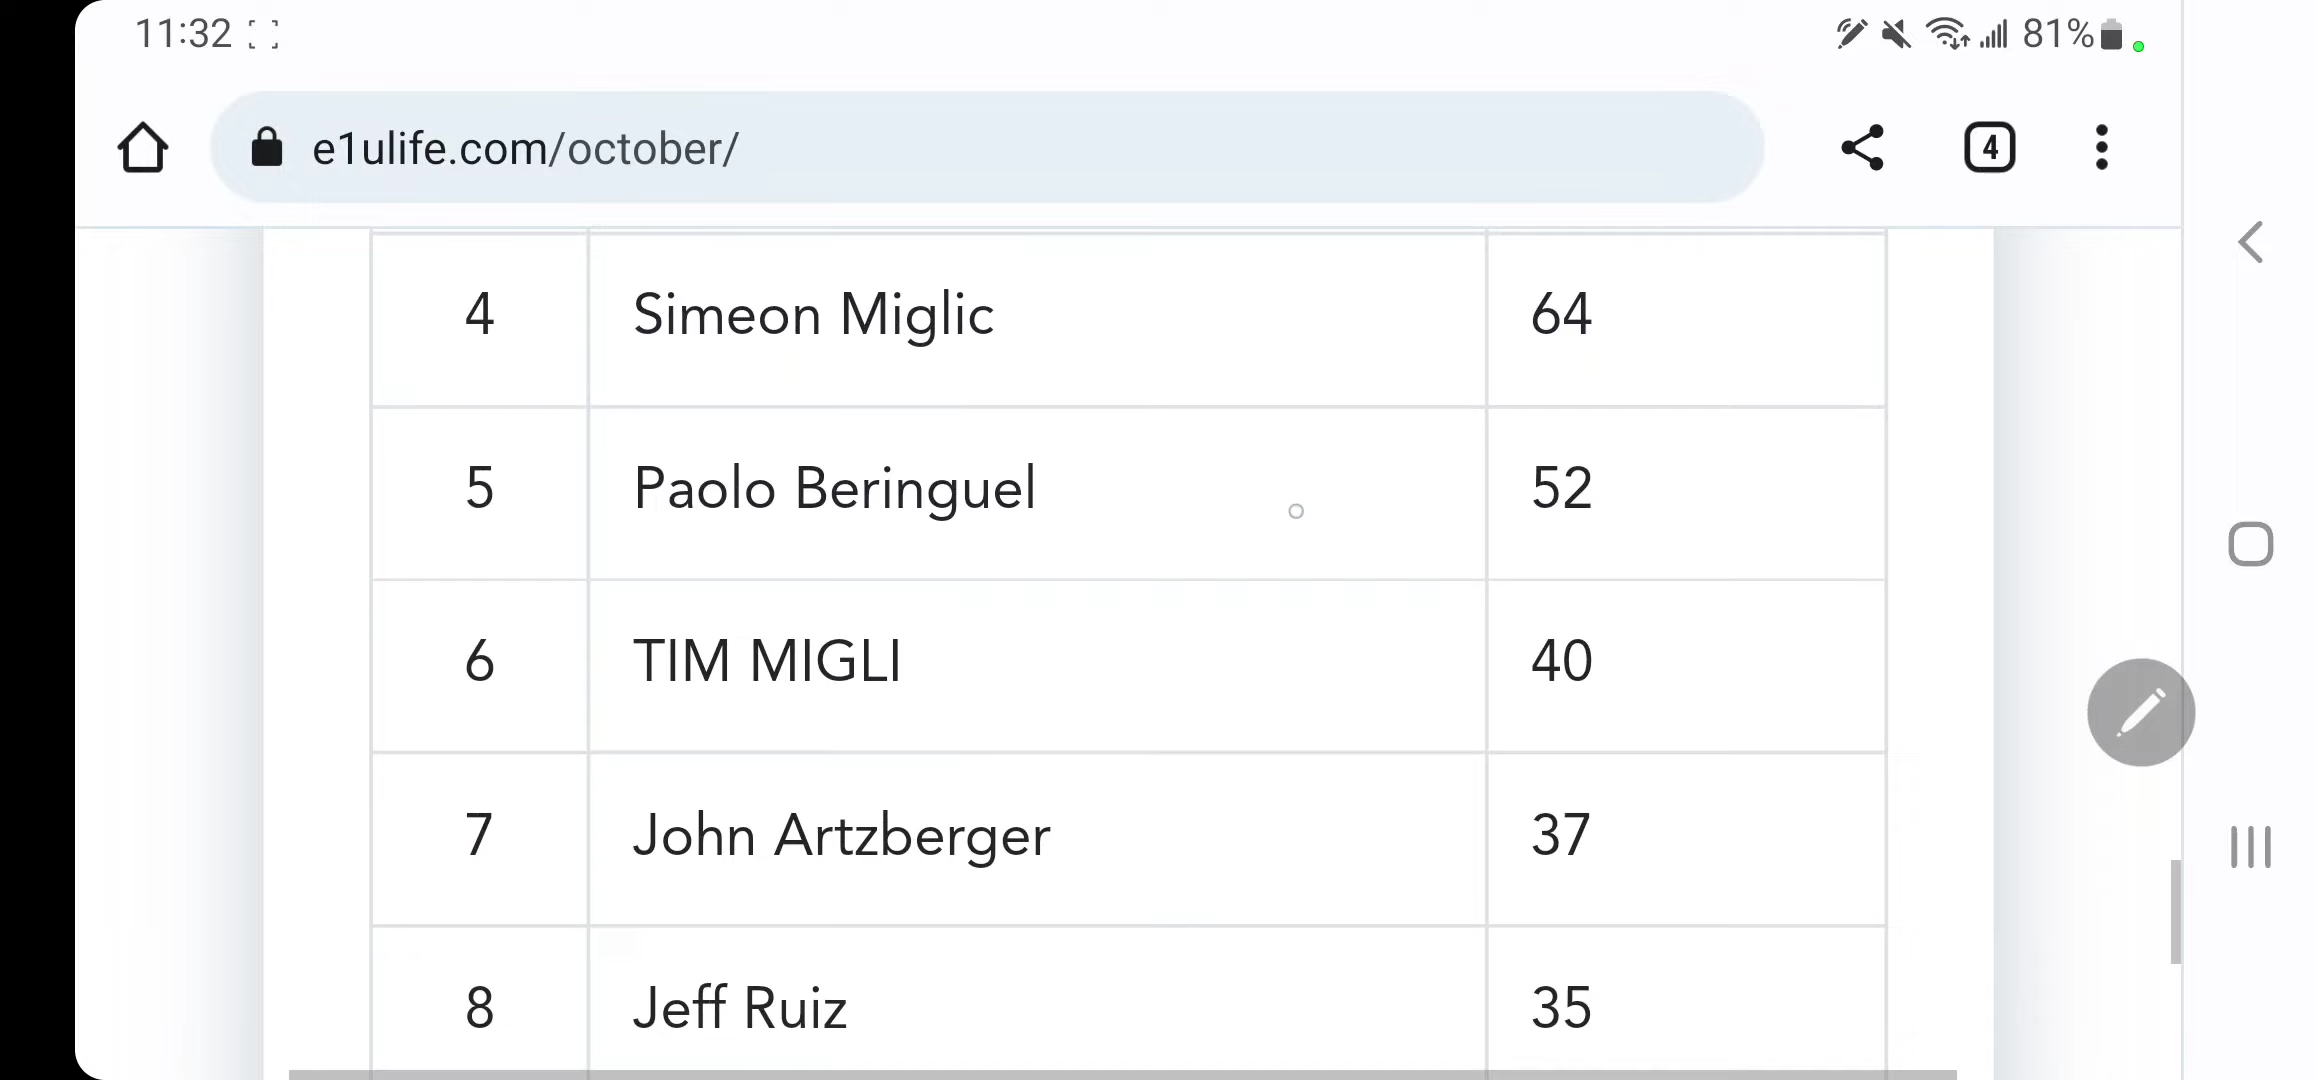 11:32 81%
e1ulife.com/october/ 4
4 Simeon Miglic 64
5 Paolo Beringuel 52
6 TIM MIGLI 40
7 John Artzberger 37
8 Jeff Ruiz 35